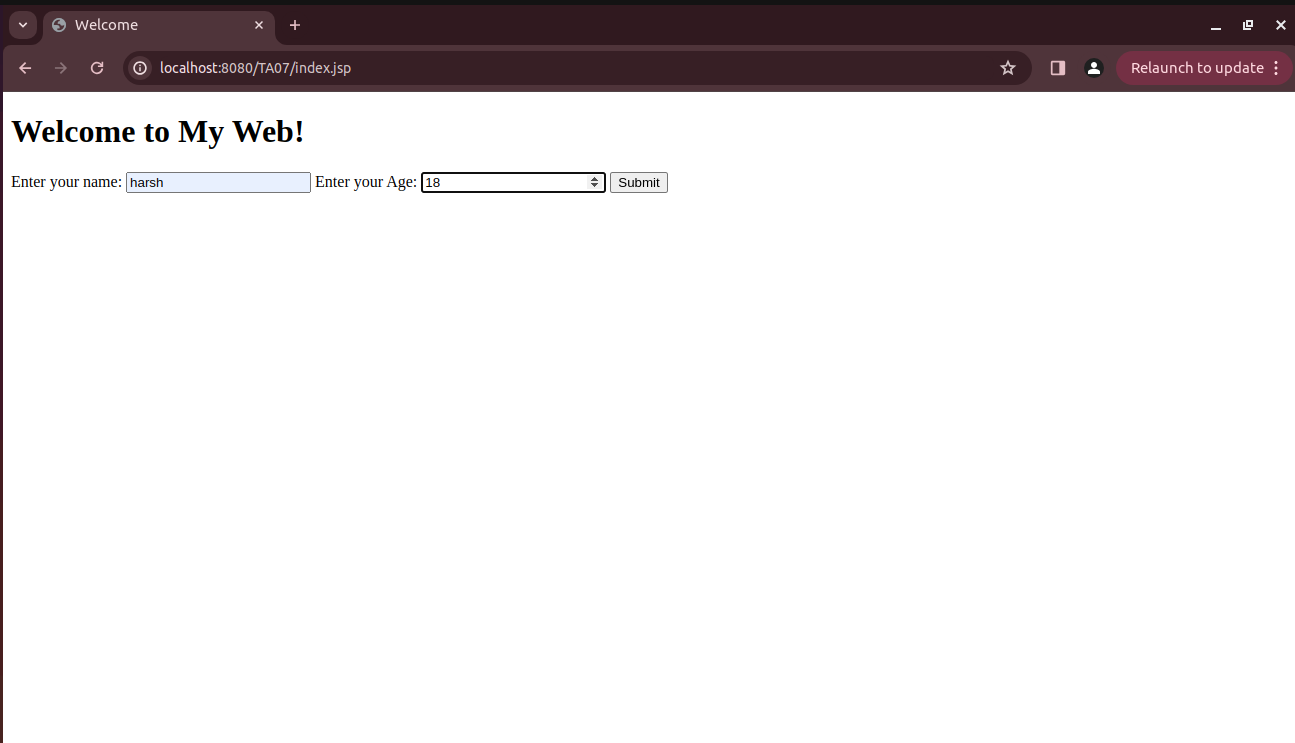 Welcome
localhost:8080/TA07/index.jsp
Relaunch to update
Welcome to My Web!
Enter your name: harsh Enter your Age: 18 Submit